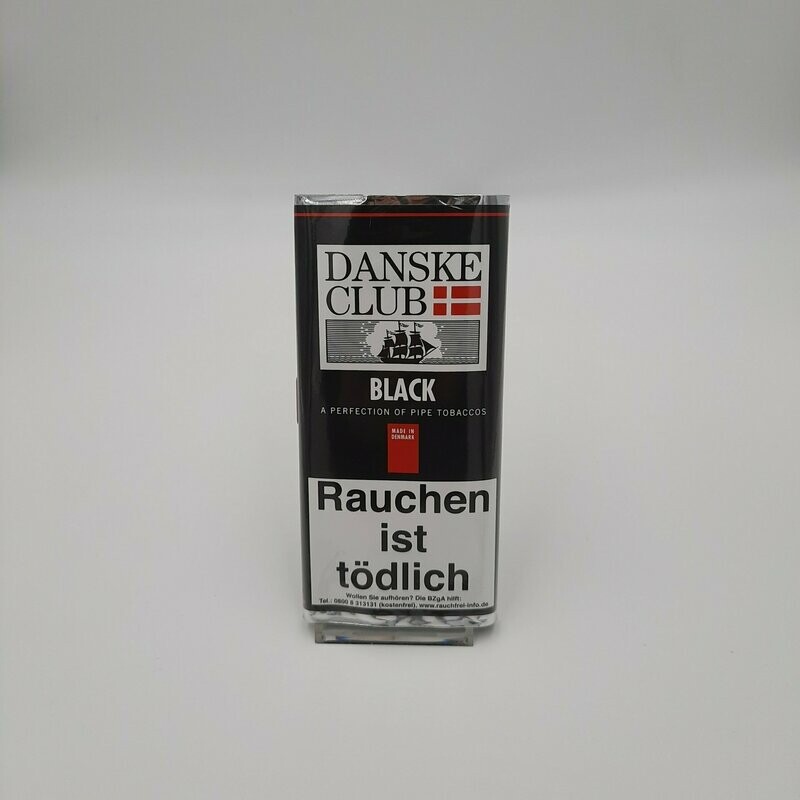 DANSKE
CLUB
BLACK
A PERFECTION OF PIPE TOBACCOS
MADE IN
DENMARK
Rauchen
ist
tödlich
Wollen Sie aufhören? Die BZgA hilft:
Tel.: 0800 8 313131 (kostenfrei), www.rauchfrei-info.de